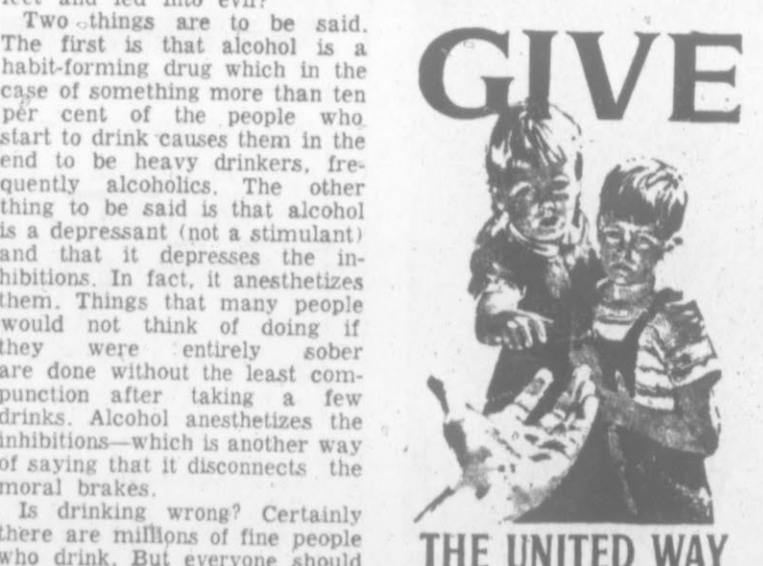 feet and led into evil?
Two things are to be said.
The first is that alcohol is a
habit-forming drug which in the
case of something more than ten
per cent of the people who
start to drink causes them in the
end to be heavy drinkers, fre-
quently alcoholics. The other
thing to be said is that alcohol
is a depressant (not a stimulant)
and that it depresses the in-
hibitions. In fact, it anesthetizes
them. Things that many people
would not think of doing if
they were entirely sober
are done without the least com-
punction after taking a few
drinks. Alcohol anesthetizes the
inhibitions—which is another way
of saying that it disconnects the
moral brakes.
Is drinking wrong? Certainly
there are millions of fine people
who drink. But everyone should
GIVE
THE UNITED WAY